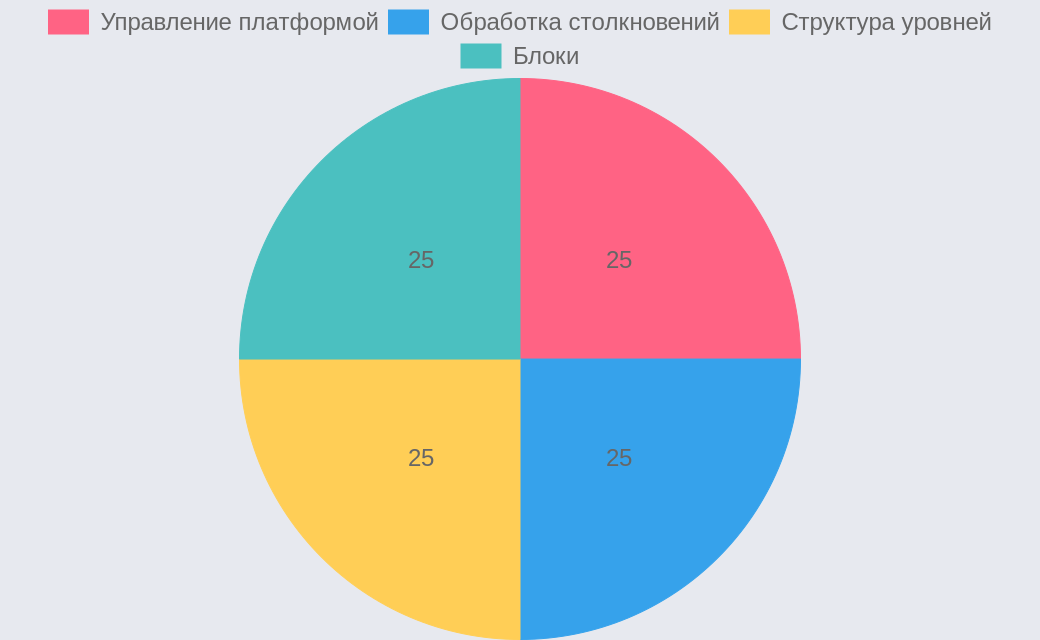 Управление платформой Обработка столкновений Структура уровней
Блоки
25 25
25 25